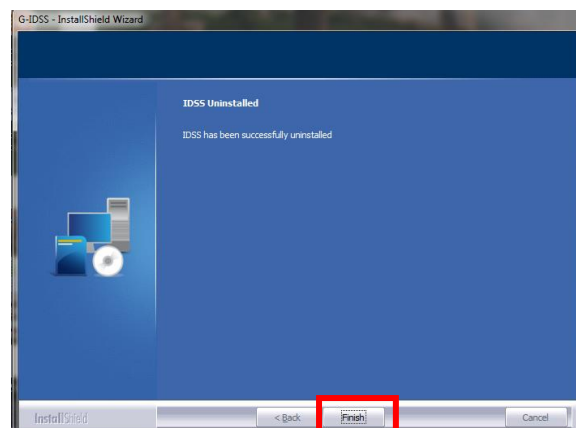 G-IDSS - InstallShield Wizard
IDSS Uninstalled
IDSS has been successfully uninstalled
InstallShield
< Back
Finish
Cancel